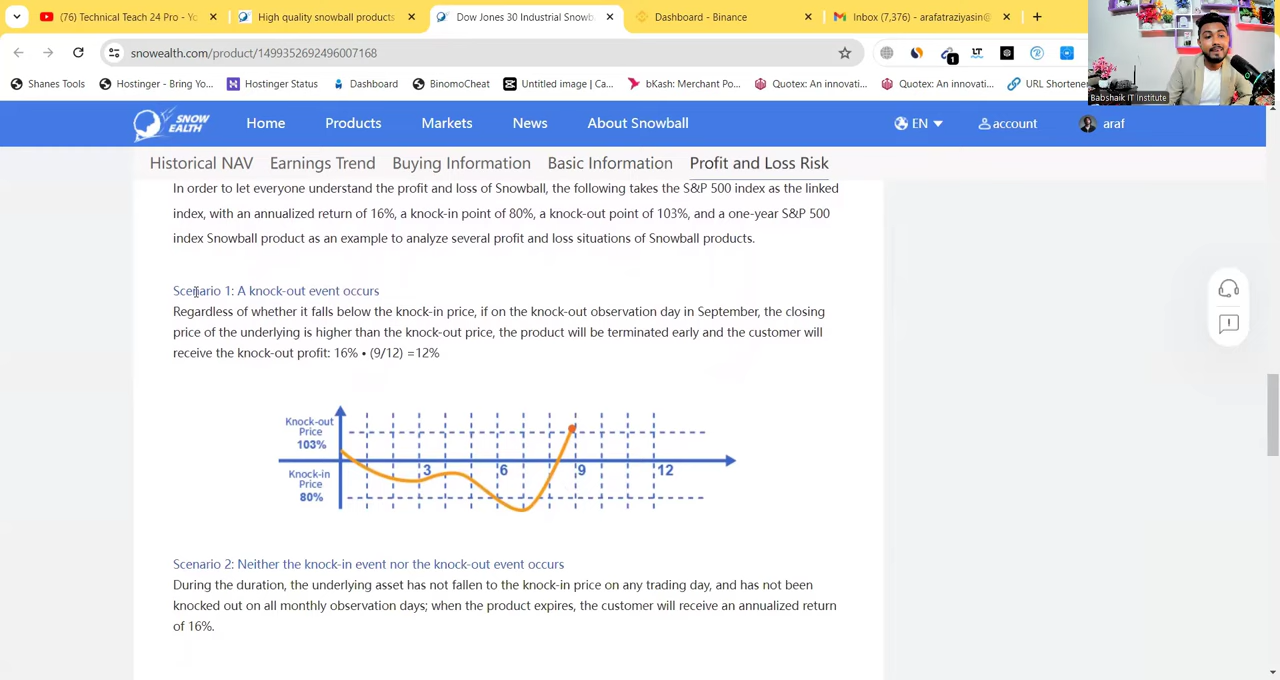 (76) Technical Teach 24 Pro - Yo
High quality snowball products
Dow Jones 30 Industrial Snowb
Dashboard - Binance
Inbox (7,376) - arafatraziyasin@
snowealth.com/product/1499352692496007168
Shanes Tools
Hostinger - Bring Yo...
Hostinger Status
Dashboard
BinomoCheat
Untitled image | Ca...
bKash: Merchant Po...
Quotex: An innovati...
Quotex: An innovati...
URL Shortene
Babshaik IT Institute
SNOW
EALTH
Home
Products
Markets
News
About Snowball
EN
account
araf
Historical NAV
Earnings Trend
Buying Information
Basic Information
Profit and Loss Risk
In order to let everyone understand the profit and loss of Snowball, the following takes the S&P 500 index as the linked
index, with an annualized return of 16%, a knock-in point of 80%, a knock-out point of 103%, and a one-year S&P 500
index Snowball product as an example to analyze several profit and loss situations of Snowball products.
Scenario 1: A knock-out event occurs
Regardless of whether it falls below the knock-in price, if on the knock-out observation day in September, the closing
price of the underlying is higher than the knock-out price, the product will be terminated early and the customer will
receive the knock-out profit: 16% • (9/12) =12%
Knock-out
Price
103%
Knock-in
Price
80%
3
6
9
12
Scenario 2: Neither the knock-in event nor the knock-out event occurs
During the duration, the underlying asset has not fallen to the knock-in price on any trading day, and has not been
knocked out on all monthly observation days; when the product expires, the customer will receive an annualized return
of 16%.